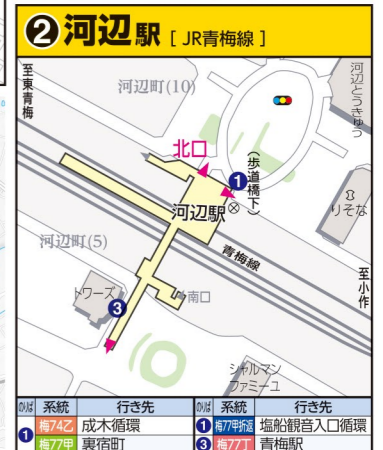 2 河辺駅 [ JR青梅線 ]
至東青梅
河辺町(10)
河辺とうきゅう
北口
1
(歩道橋下)
りそな
河辺駅
河辺町(5)
青梅線
至小作
トワーズ
3
南口
シャルマン
ファミーユ
のりば 系統 行き先 のりば 系統 行き先
1 梅74乙 成木循環 1 梅77甲折返 塩船観音入口循環
梅77甲 裏宿町 3 梅77丁 青梅駅